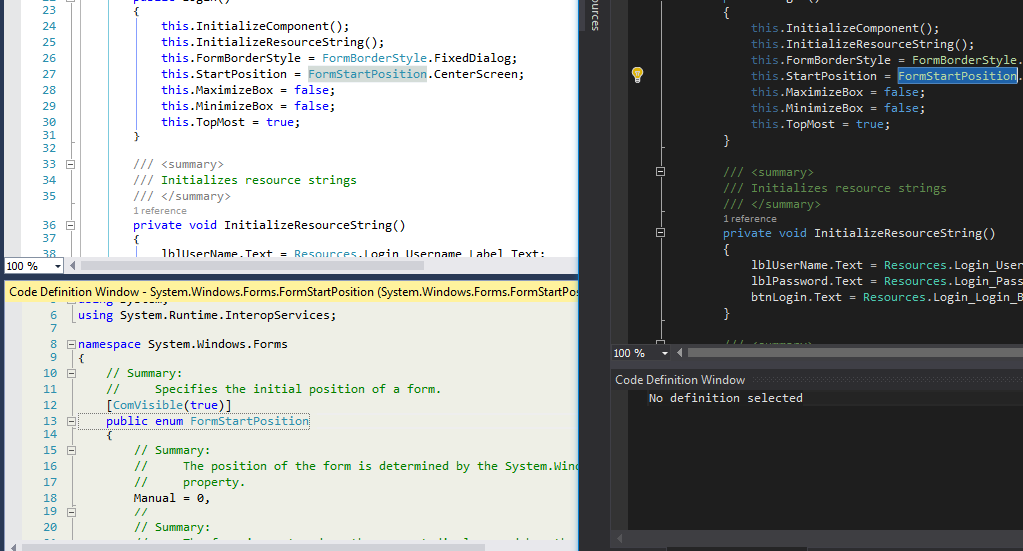 23 {
24 this.InitializeComponent();
25 this.InitializeResourceString();
26 this.FormBorderStyle = FormBorderStyle.FixedDialog;
27 this.StartPosition = FormStartPosition.CenterScreen;
28 this.MaximizeBox = false;
29 this.MinimizeBox = false;
30 this.TopMost = true;
31 }
32
33 /// <summary>
34 /// Initializes resource strings
35 /// </summary>
1 reference
36 private void InitializeResourceString()
37 {
38 lblUserName.Text = Resources.Login_Username_Label_Text;
100 %
Code Definition Window - System.Windows.Forms.FormStartPosition (System.Windows.Forms.FormStartPos
using System;
6 using System.Runtime.InteropServices;
7
8 namespace System.Windows.Forms
9 {
10 // Summary:
11 // Specifies the initial position of a form.
12 [ComVisible(true)]
13 public enum FormStartPosition
14 {
15 // Summary:
16 // The position of the form is determined by the System.Wind
17 // property.
18 Manual = 0,
19 //
20 // Summary:
ources
{
this.InitializeComponent();
this.InitializeResourceString();
this.FormBorderStyle = FormBorderStyle.
this.StartPosition = FormStartPosition.
this.MaximizeBox = false;
this.MinimizeBox = false;
this.TopMost = true;
}
/// <summary>
/// Initializes resource strings
/// </summary>
1 reference
private void InitializeResourceString()
{
lblUserName.Text = Resources.Login_User
lblPassword.Text = Resources.Login_Pass
btnLogin.Text = Resources.Login_Login_B
}
/// <summary>
100 %
Code Definition Window
No definition selected